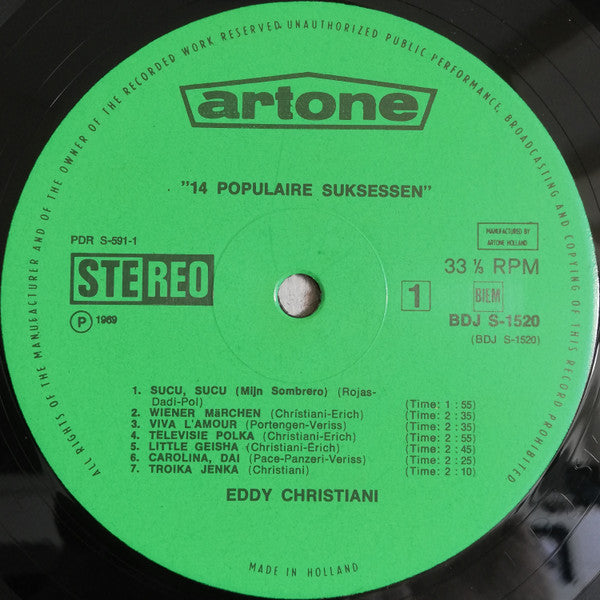 ALL RIGHTS OF THE MANUFACTURER AND OF THE OWNER OF THE RECORDED WORK RESERVED. UNAUTHORIZED PUBLIC PERFORMANCE, BROADCASTING AND COPYING OF THIS RECORD PROHIBITED
artone
"14 POPULAIRE SUKSESSEN"
PDR S-591-1
MANUFACTURED BY
ARTONE HOLLAND
STEREO
33 ⅓ RPM
1
BIEM
P 1969
BDJ S-1520
(BDJ S-1520)
1. SUCU, SUCU (Mijn Sombrero) (Rojas-
Dadi-Pol) (Time: 1 : 55)
2. WIENER MäRCHEN (Christiani-Erich) (Time: 2 : 35)
3. VIVA L'AMOUR (Portengen-Veriss) (Time: 2 : 35)
4. TELEVISIE POLKA (Christiani-Erich) (Time: 2 : 55)
5. LITTLE GEISHA (Christiani-Erich) (Time: 2 : 45)
6. CAROLINA, DAI (Pace-Panzeri-Veriss) (Time: 2 : 25)
7. TROIKA JENKA (Christiani) (Time: 2 : 10)
EDDY CHRISTIANI
MADE IN HOLLAND